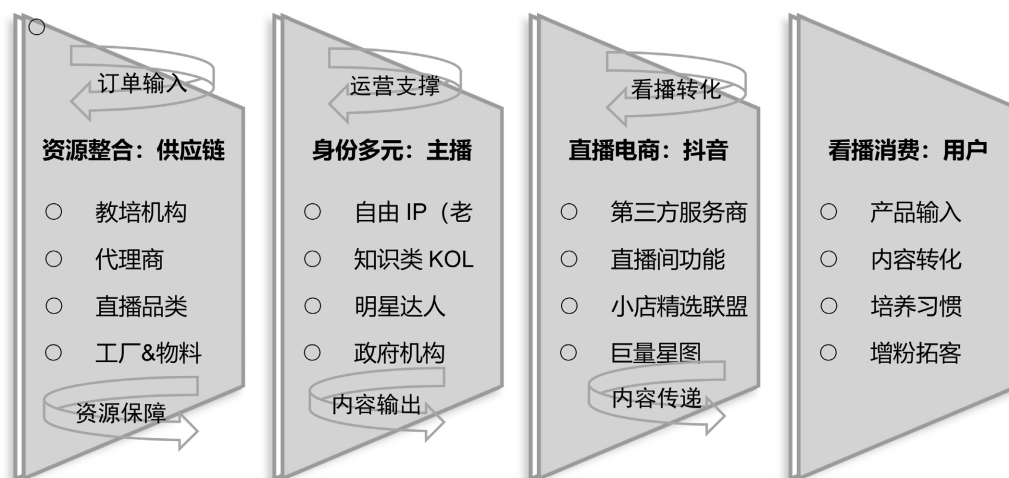 订单输入
资源整合：供应链
○ 教培机构
○ 代理商
○ 直播品类
○ 工厂&物料
资源保障
运营支撑
身份多元：主播
○ 自由 IP（老
○ 知识类 KOL
○ 明星达人
○ 政府机构
内容输出
看播转化
直播电商：抖音
○ 第三方服务商
○ 直播间功能
○ 小店精选联盟
○ 巨量星图
内容传递
看播消费：用户
○ 产品输入
○ 内容转化
○ 培养习惯
○ 增粉拓客